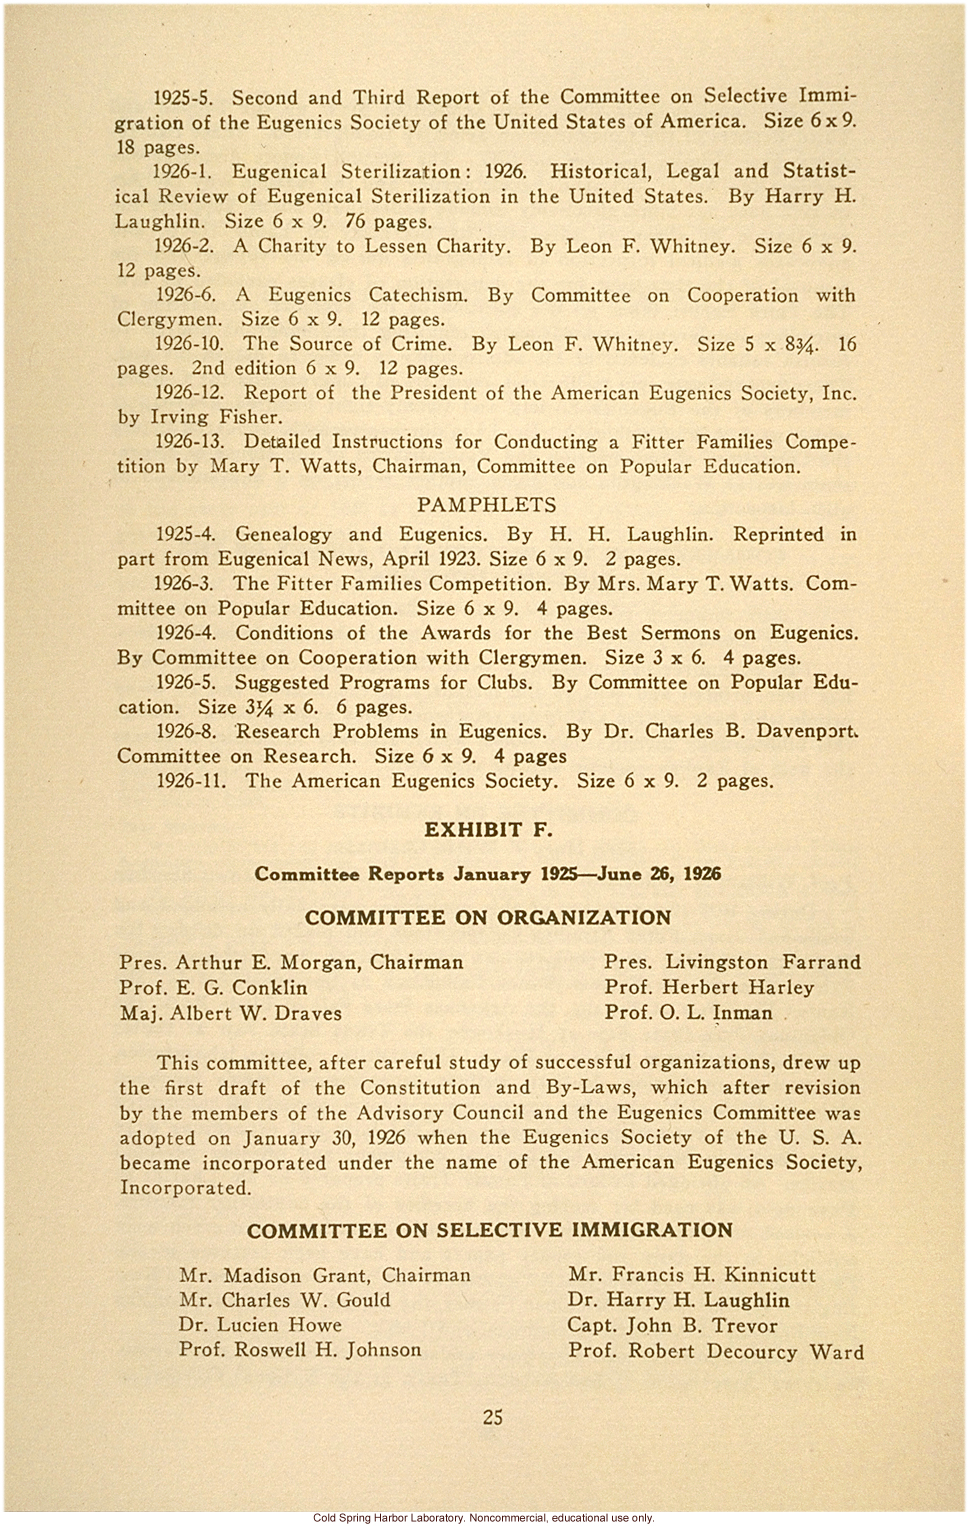 1925-5. Second and Third Report of the Committee on Selective Immi-
gration of the Eugenics Society of the United States of America. Size 6 x 9.
18 pages.
1926-1. Eugenical Sterilization: 1926. Historical, Legal and Statist-
ical Review of Eugenical Sterilization in the United States. By Harry H.
Laughlin. Size 6 x 9. 76 pages.
1926-2. A Charity to Lessen Charity. By Leon F. Whitney. Size 6 x 9.
12 pages.
1926-6. A Eugenics Catechism. By Committee on Cooperation with
Clergymen. Size 6 x 9. 12 pages.
1926-10. The Source of Crime. By Leon F. Whitney. Size 5 x 8¾. 16
pages. 2nd edition 6 x 9. 12 pages.
1926-12. Report of the President of the American Eugenics Society, Inc.
by Irving Fisher.
1926-13. Detailed Instructions for Conducting a Fitter Families Compe-
tition by Mary T. Watts, Chairman, Committee on Popular Education.
PAMPHLETS
1925-4. Genealogy and Eugenics. By H. H. Laughlin. Reprinted in
part from Eugenical News, April 1923. Size 6 x 9. 2 pages.
1926-3. The Fitter Families Competition. By Mrs. Mary T. Watts. Com-
mittee on Popular Education. Size 6 x 9. 4 pages.
1926-4. Conditions of the Awards for the Best Sermons on Eugenics.
By Committee on Cooperation with Clergymen. Size 3 x 6. 4 pages.
1926-5. Suggested Programs for Clubs. By Committee on Popular Edu-
cation. Size 3¼ x 6. 6 pages.
1926-8. Research Problems in Eugenics. By Dr. Charles B. Davenport.
Committee on Research. Size 6 x 9. 4 pages
1926-11. The American Eugenics Society. Size 6 x 9. 2 pages.
EXHIBIT F.
Committee Reports January 1925—June 26, 1926
COMMITTEE ON ORGANIZATION
Pres. Arthur E. Morgan, Chairman
Prof. E. G. Conklin
Maj. Albert W. Draves
Pres. Livingston Farrand
Prof. Herbert Harley
Prof. O. L. Inman
This committee, after careful study of successful organizations, drew up
the first draft of the Constitution and By-Laws, which after revision
by the members of the Advisory Council and the Eugenics Committee was
adopted on January 30, 1926 when the Eugenics Society of the U. S. A.
became incorporated under the name of the American Eugenics Society,
Incorporated.
COMMITTEE ON SELECTIVE IMMIGRATION
Mr. Madison Grant, Chairman
Mr. Charles W. Gould
Dr. Lucien Howe
Prof. Roswell H. Johnson
Mr. Francis H. Kinnicutt
Dr. Harry H. Laughlin
Capt. John B. Trevor
Prof. Robert Decourcy Ward
25
Cold Spring Harbor Laboratory. Noncommercial, educational use only.